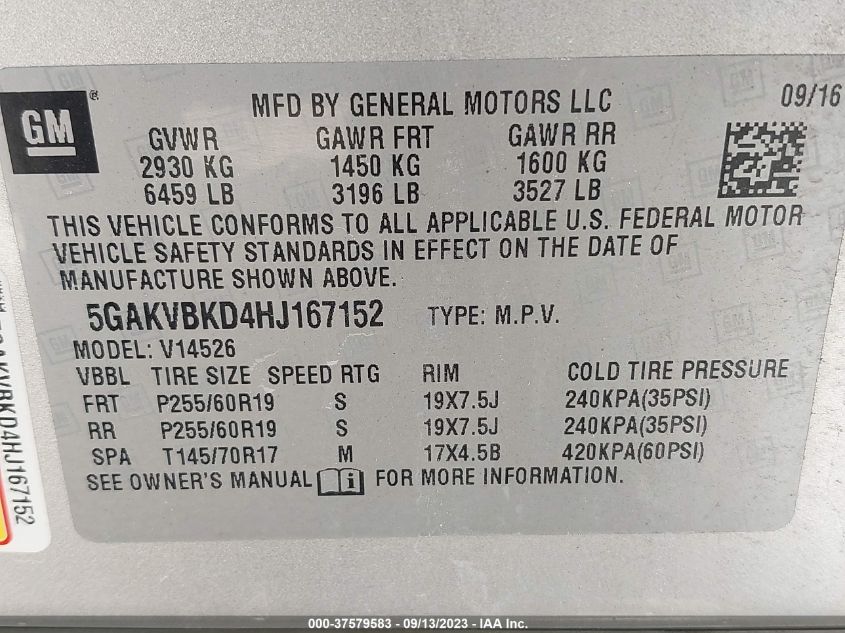 GM ®
MFD BY GENERAL MOTORS LLC 09/16
GVWR GAWR FRT GAWR RR
2930 KG 1450 KG 1600 KG
6459 LB 3196 LB 3527 LB
THIS VEHICLE CONFORMS TO ALL APPLICABLE U.S. FEDERAL MOTOR
VEHICLE SAFETY STANDARDS IN EFFECT ON THE DATE OF
MANUFACTURE SHOWN ABOVE.
5GAKVBKD4HJ167152 TYPE: M.P.V.
MODEL: V14526
VBBL TIRE SIZE SPEED RTG RIM COLD TIRE PRESSURE
FRT P255/60R19 S 19X7.5J 240KPA(35PSI)
RR P255/60R19 S 19X7.5J 240KPA(35PSI)
SPA T145/70R17 M 17X4.5B 420KPA(60PSI)
SEE OWNER'S MANUAL FOR MORE INFORMATION.
5GAKVBKD4HJ167152
000-37579583 - 09/13/2023 - IAA Inc.